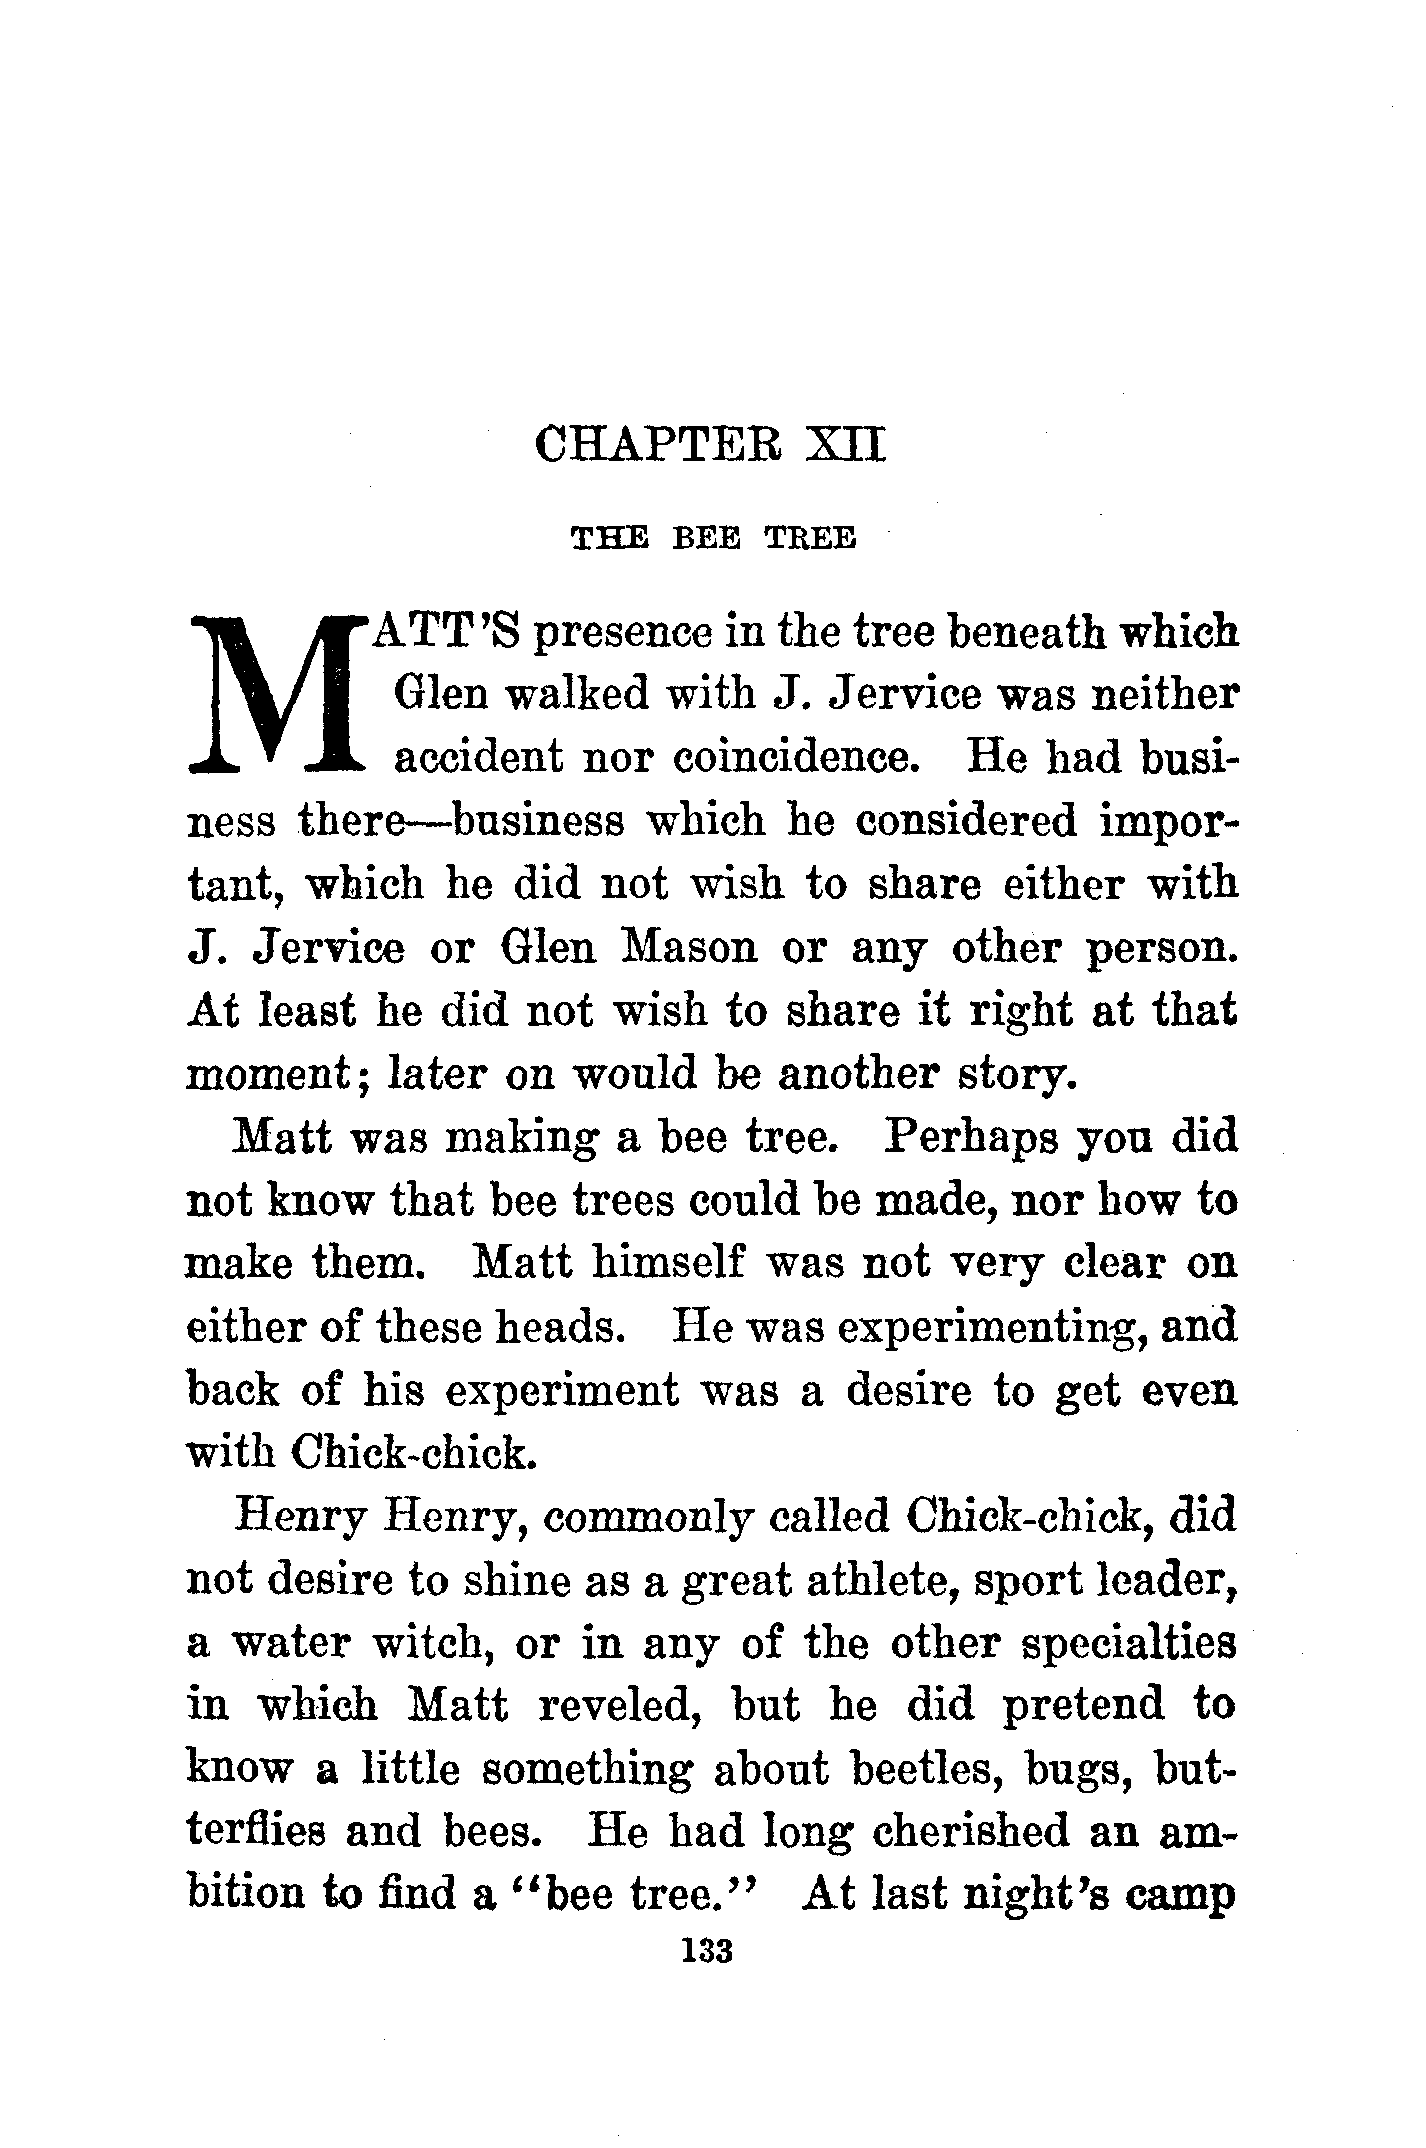 CHAPTER XII
THE BEE TREE
MATT'S presence in the tree beneath which
Glen walked with J. Jervice was neither
accident nor coincidence. He had busi-
ness there—business which he considered impor-
tant, which he did not wish to share either with
J. Jervice or Glen Mason or any other person.
At least he did not wish to share it right at that
moment; later on would be another story.
Matt was making a bee tree. Perhaps you did
not know that bee trees could be made, nor how to
make them. Matt himself was not very clear on
either of these heads. He was experimenting, and
back of his experiment was a desire to get even
with Chick-chick.
Henry Henry, commonly called Chick-chick, did
not desire to shine as a great athlete, sport leader,
a water witch, or in any of the other specialties
in which Matt reveled, but he did pretend to
know a little something about beetles, bugs, but-
terflies and bees. He had long cherished an am-
bition to find a "bee tree." At last night's camp
133